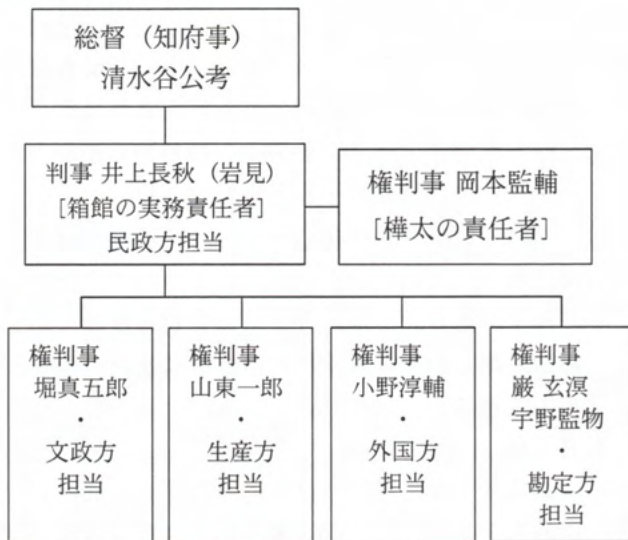 総督（知府事）
清水谷公考
判事 井上長秋（岩見）
[箱館の実務責任者]
民政方担当
権判事 岡本監輔
[樺太の責任者]
権判事
堀真五郎
・
文政方
担当
権判事
山東一郎
・
生産方
担当
権判事
小野淳輔
・
外国方
担当
権判事
巌 玄溟
宇野監物
・
勘定方
担当